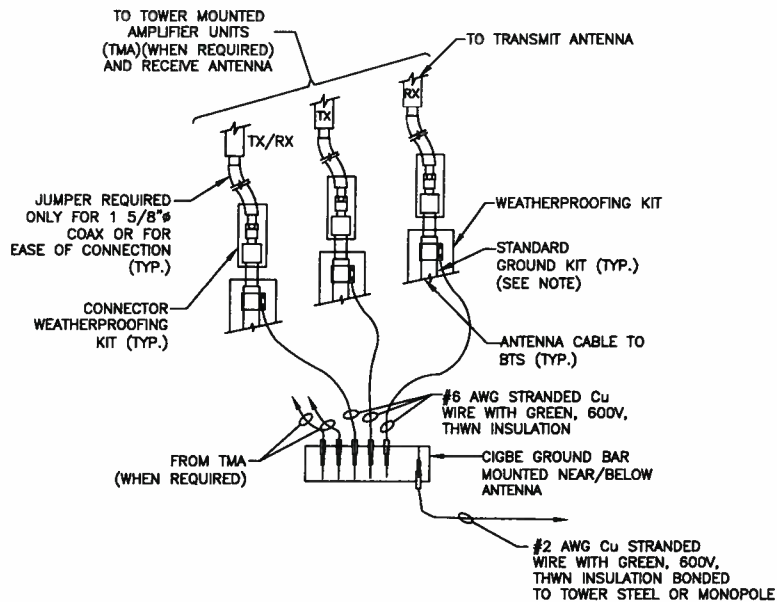 TO TOWER MOUNTED
AMPLIFIER UNITS
(TMA)(WHEN REQUIRED)
AND RECEIVE ANTENNA
TO TRANSMIT ANTENNA
RX
TX
TX/RX
JUMPER REQUIRED
ONLY FOR 1 5/8"ø
COAX OR FOR
EASE OF CONNECTION
(TYP.)
WEATHERPROOFING KIT
STANDARD
GROUND KIT (TYP.)
(SEE NOTE)
CONNECTOR
WEATHERPROOFING
KIT (TYP.)
ANTENNA CABLE TO
BTS (TYP.)
#6 AWG STRANDED Cu
WIRE WITH GREEN, 600V,
THWN INSULATION
FROM TMA
(WHEN REQUIRED)
CIGBE GROUND BAR
MOUNTED NEAR/BELOW
ANTENNA
#2 AWG Cu STRANDED
WIRE WITH GREEN, 600V,
THWN INSULATION BONDED
TO TOWER STEEL OR MONOPOLE